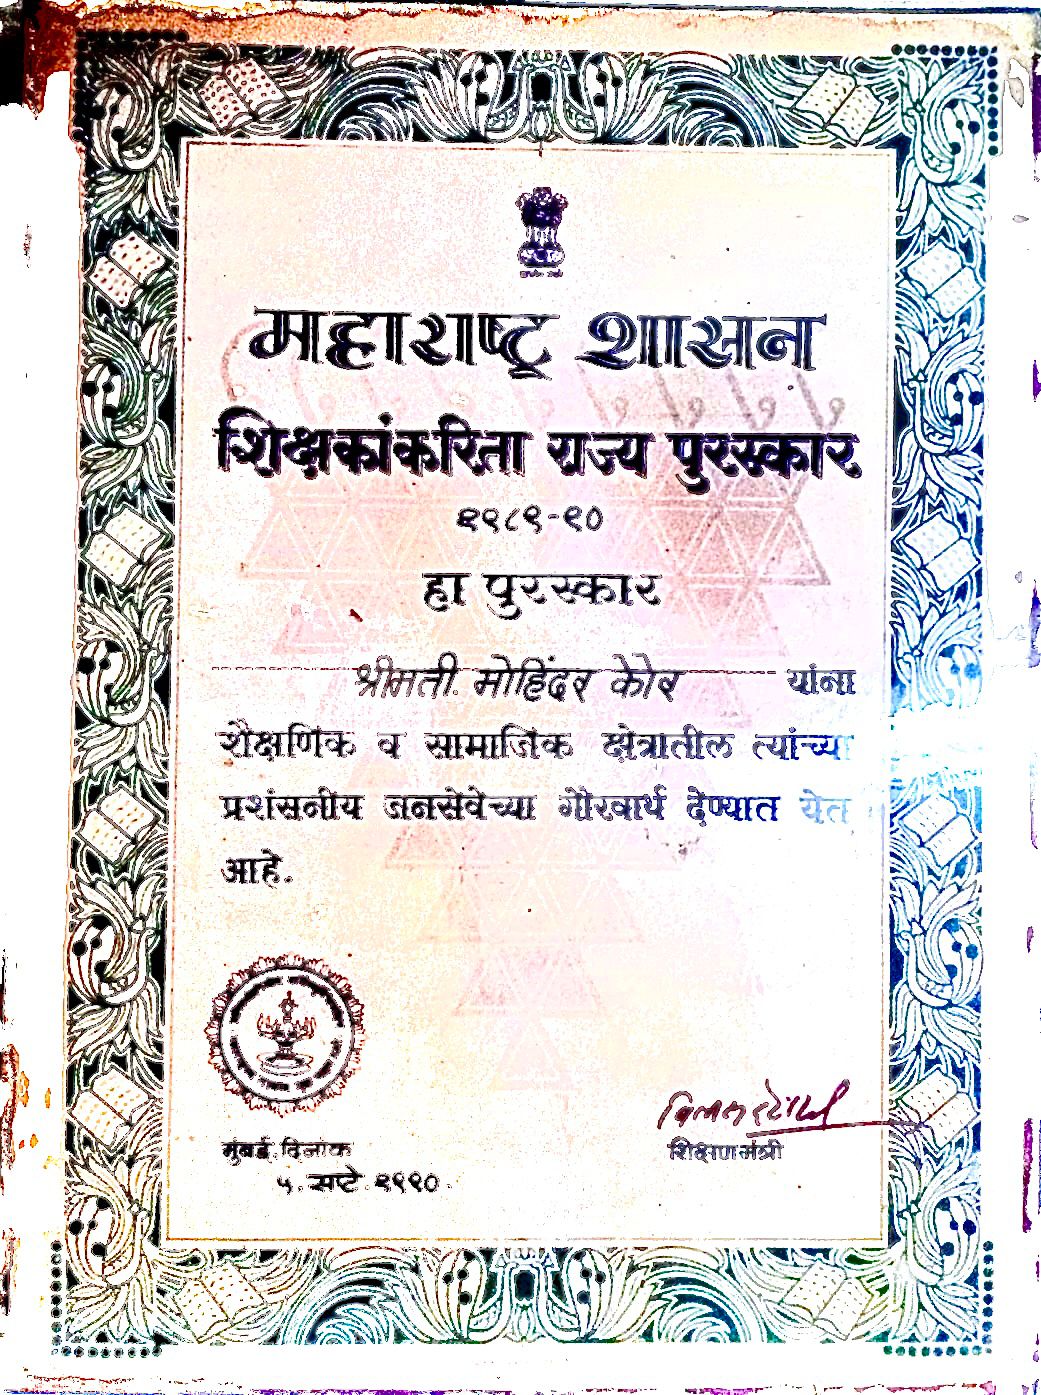 महाराष्ट्र शासन
शिक्षकांकरिता राज्य पुरस्कार
१९८९-९०
हा पुरस्कार
श्रीमती. मोहिंदर कौर यांना
शैक्षणिक व सामाजिक क्षेत्रातील त्यांच्या
प्रशंसनीय जनसेवेच्या गौरवार्थ देण्यात येत
आहे.
मुंबई, दिनांक
५. सप्टे. १९९०.
शिक्षणमंत्री